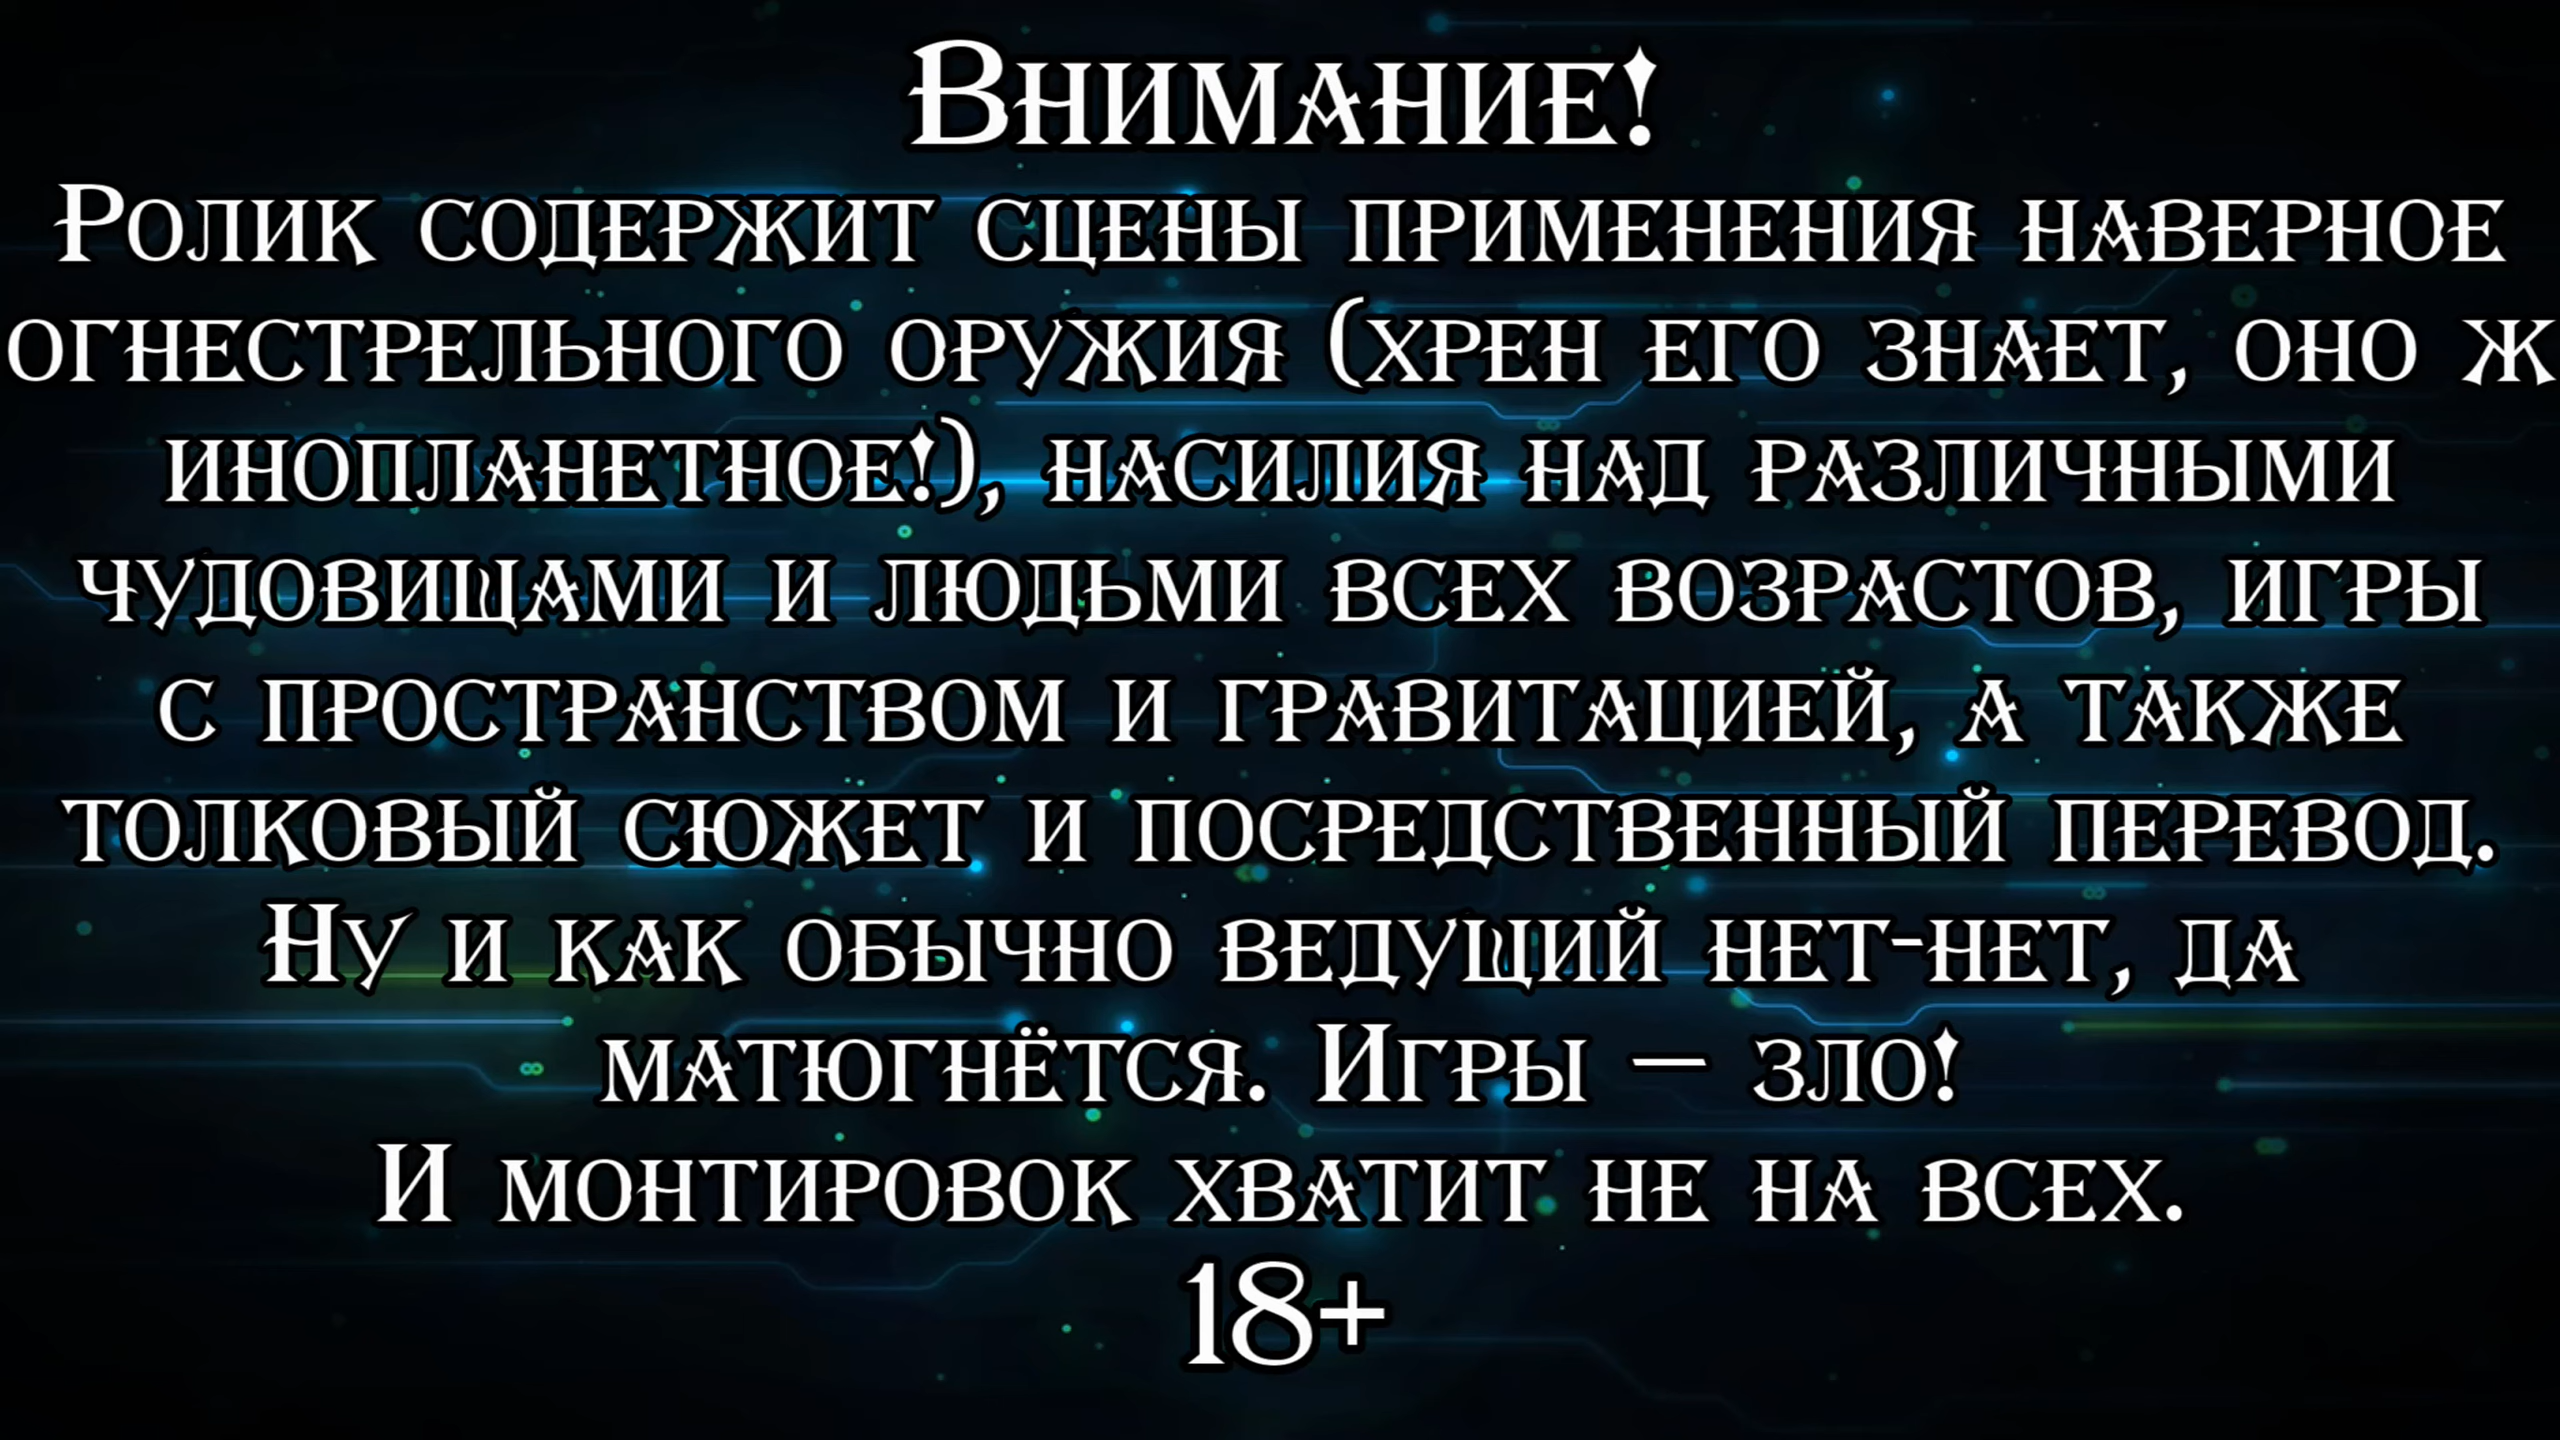 Внимание!
Ролик содержит сцены применения наверное
огнестрельного оружия (хрен его знает, оно ж
инопланетное!), насилия над различными
чудовищами и людьми всех возрастов, игры
с пространством и гравитацией, а также
толковый сюжет и посредственный перевод.
Ну и как обычно ведущий нет-нет, да
матюгнётся. Игры — зло!
И монтировок хватит не на всех.
18+